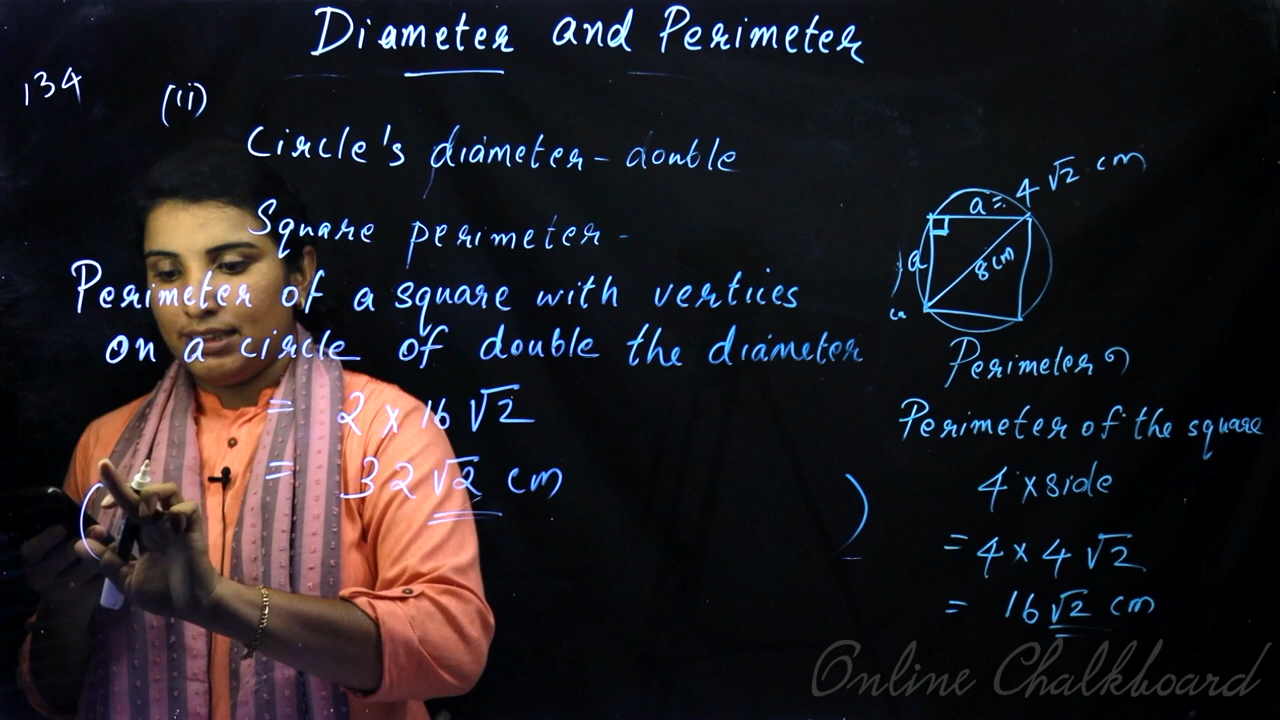 Diameter and Perimeter
134 (ii)
Circle's diameter - double
Square perimeter -
Perimeter of a square with vertices
on a circle of double the diameter
= 2 × 16 √2
= 32 √2 cm
( )
a = 4 √2 cm
a
8 cm
Perimeter
Perimeter of the square
4 × side
= 4 × 4 √2
= 16 √2 cm
Online Chalkboard